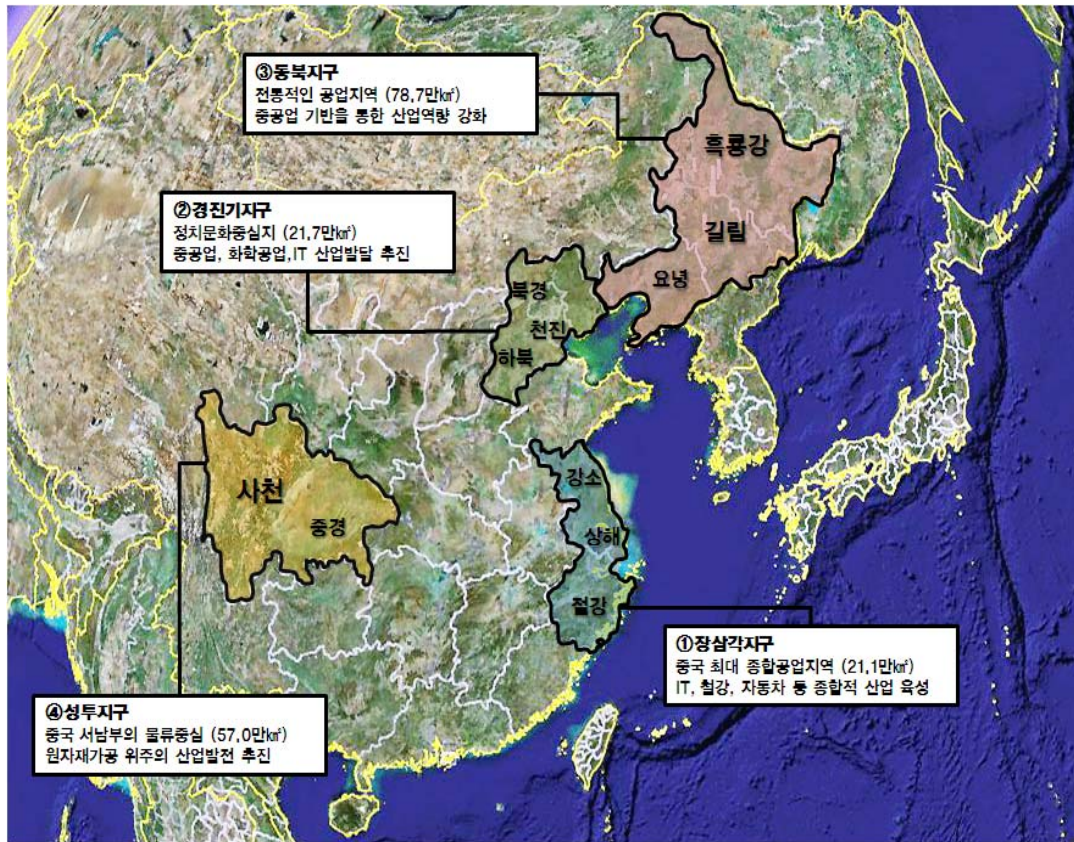 ③동북지구
전통적인 공업지역 (78,7만㎢)
중공업 기반을 통한 산업역량 강화
흑룡강
②경진기지구
정치문화중심지 (21,7만㎢)
중공업, 화학공업,IT 산업발달 추진
길림
요녕
북경
천진
하북
사천
중경
강소
상해
절강
①장삼각지구
중국 최대 종합공업지역 (21,1만㎢)
IT, 철강, 자동차 등 종합적 산업 육성
④성투지구
중국 서남부의 물류중심 (57,0만㎢)
원자재가공 위주의 산업발전 추진